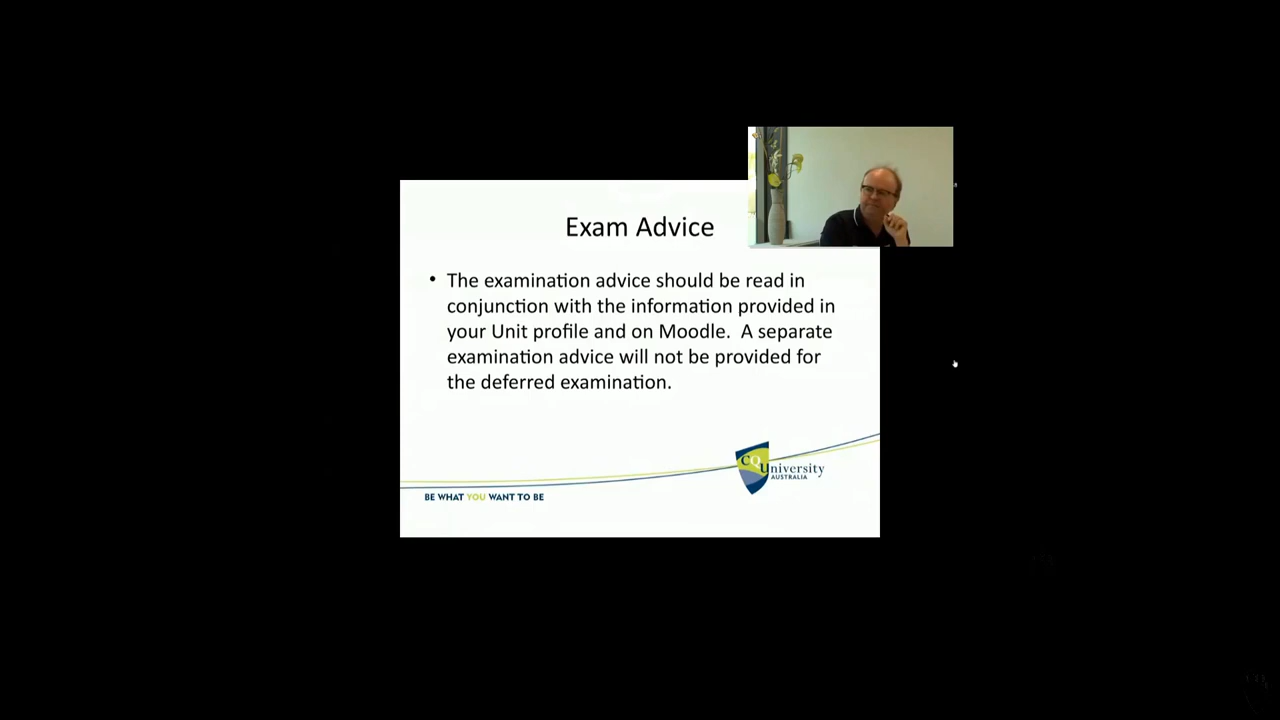 Exam Advice
• The examination advice should be read in
conjunction with the information provided in
your Unit profile and on Moodle.  A separate
examination advice will not be provided for
the deferred examination.
CQUniversity
AUSTRALIA
BE WHAT YOU WANT TO BE